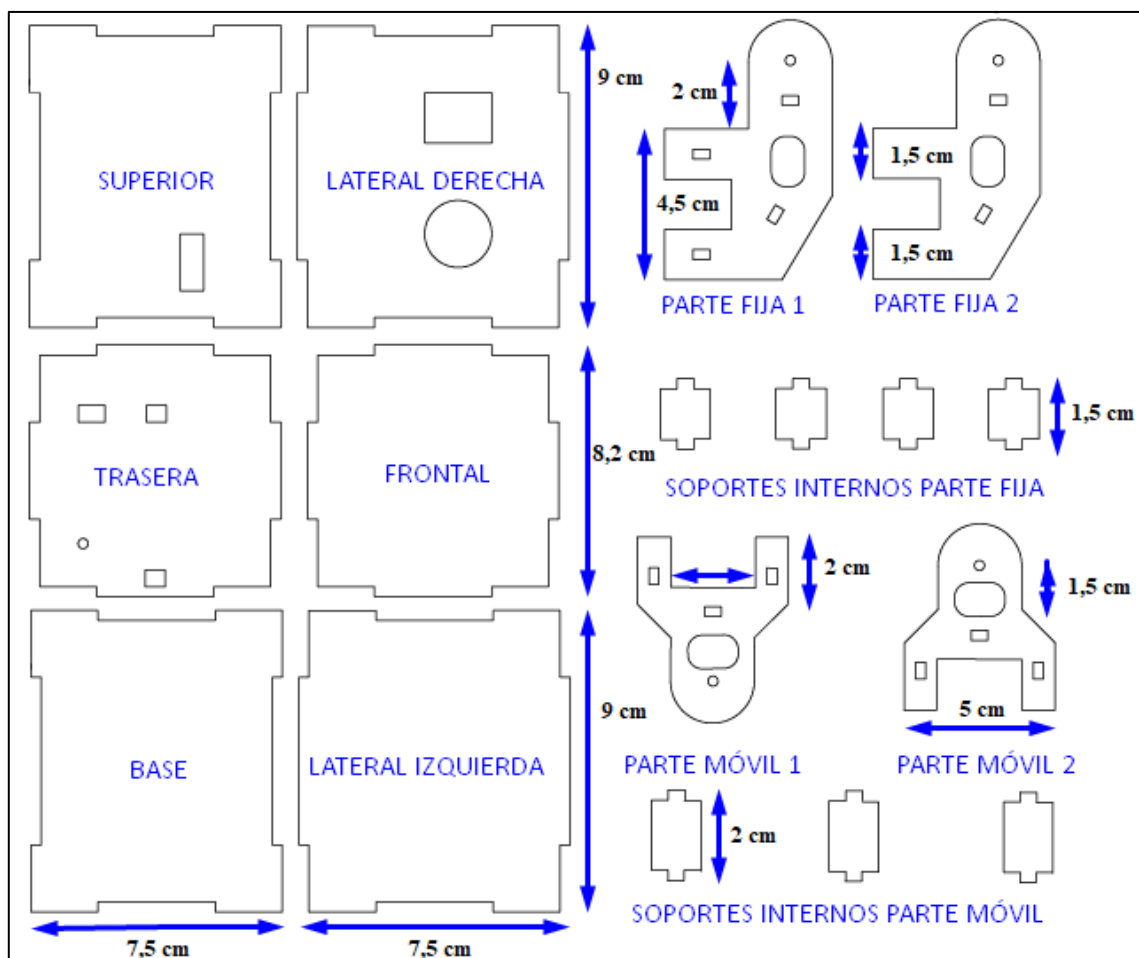 9 cm
2 cm
SUPERIOR
LATERAL DERECHA
1,5 cm
4,5 cm
1,5 cm
PARTE FIJA 1
PARTE FIJA 2
1,5 cm
8,2 cm
TRASERA
FRONTAL
SOPORTES INTERNOS PARTE FIJA
2 cm
1,5 cm
9 cm
5 cm
BASE
LATERAL IZQUIERDA
PARTE MÓVIL 1
PARTE MÓVIL 2
2 cm
SOPORTES INTERNOS PARTE MÓVIL
7,5 cm
7,5 cm